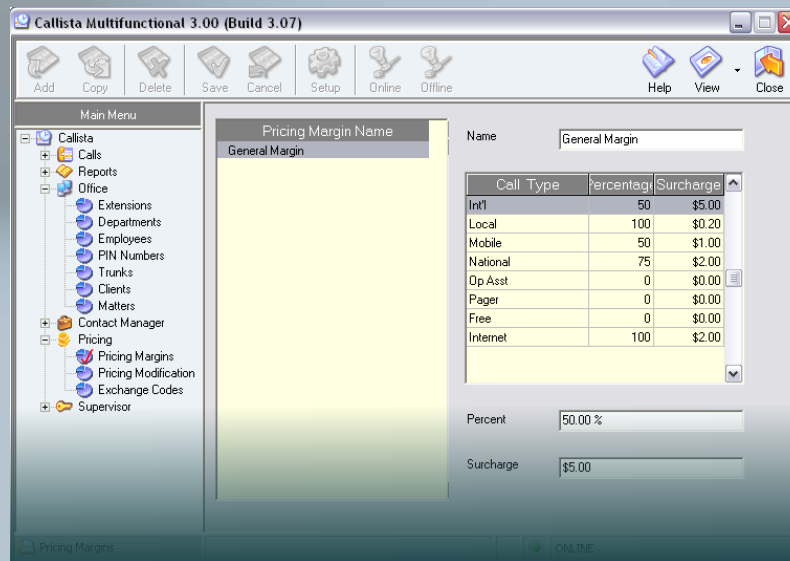 Callista Multifunctional 3.00 (Build 3.07)
Add Copy Delete Save Cancel Setup Online Offline Help View Close
Main Menu
Callista
Calls
Reports
Office
Extensions
Departments
Employees
PIN Numbers
Trunks
Clients
Matters
Contact Manager
Pricing
Pricing Margins
Pricing Modification
Exchange Codes
Supervisor
Pricing Margin Name
General Margin
Name General Margin
Call Type Percentage Surcharge
Int'l 50 $5.00
Local 100 $0.20
Mobile 50 $1.00
National 75 $2.00
Op Asst 0 $0.00
Pager 0 $0.00
Free 0 $0.00
Internet 100 $2.00
Percent 50.00 %
Surcharge $5.00
Pricing Margins ONLINE